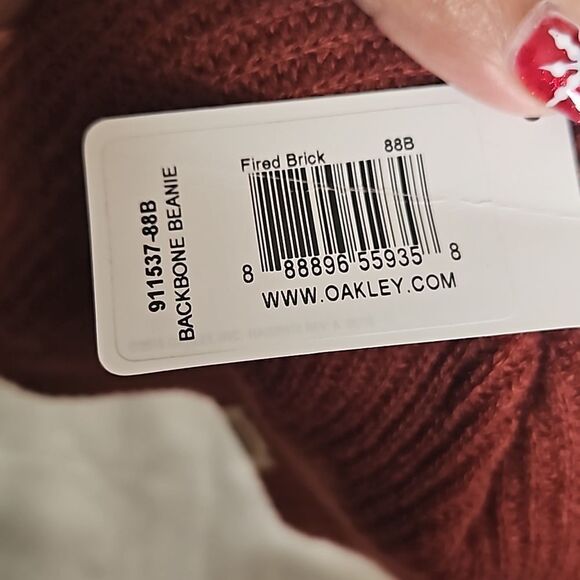 911537-88B
BACKBONE BEANIE
Fired Brick 88B
8 88896 55935 8
WWW.OAKLEY.COM